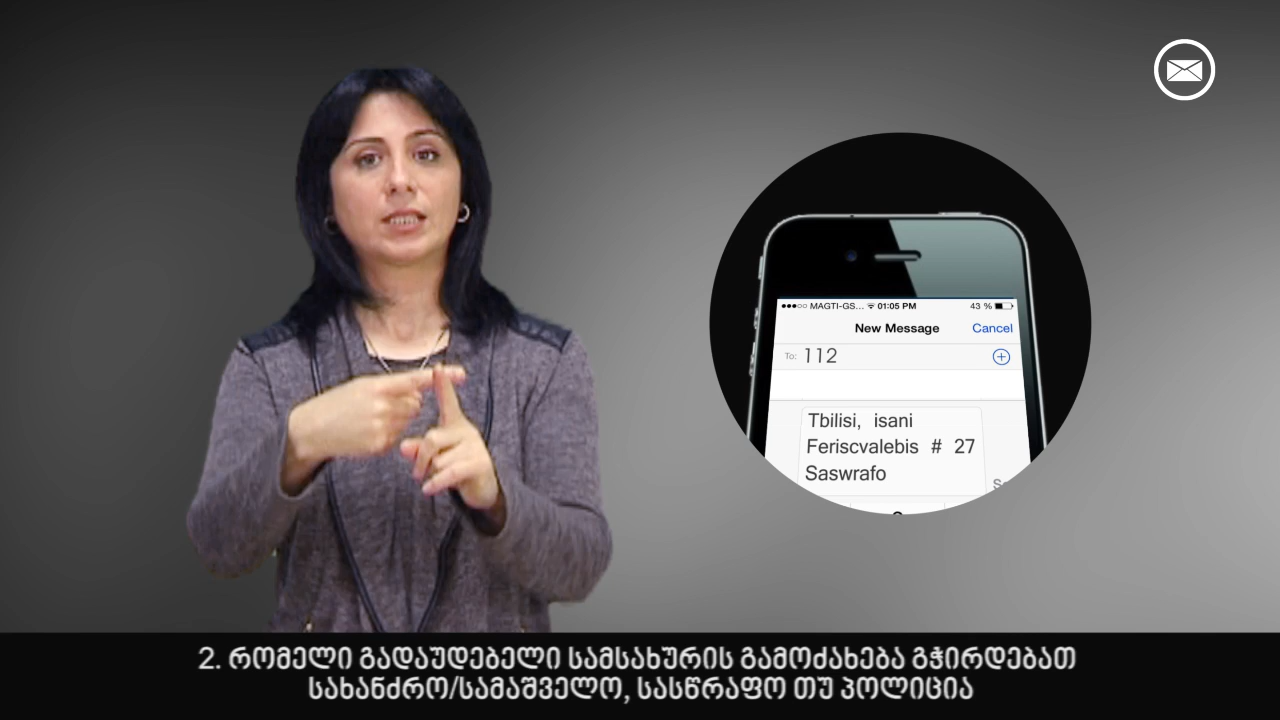 MAGTI-GS... 01:05 PM 43 %
New Message Cancel
To: 112
Tbilisi, isani
Feriscvalebis # 27
Saswrafo
2. რომელი გადაუდებელი სამსახურის გამოძახება გჭირდებათ
სახანძრო/სამაშველო, სასწრაფო თუ პოლიცია